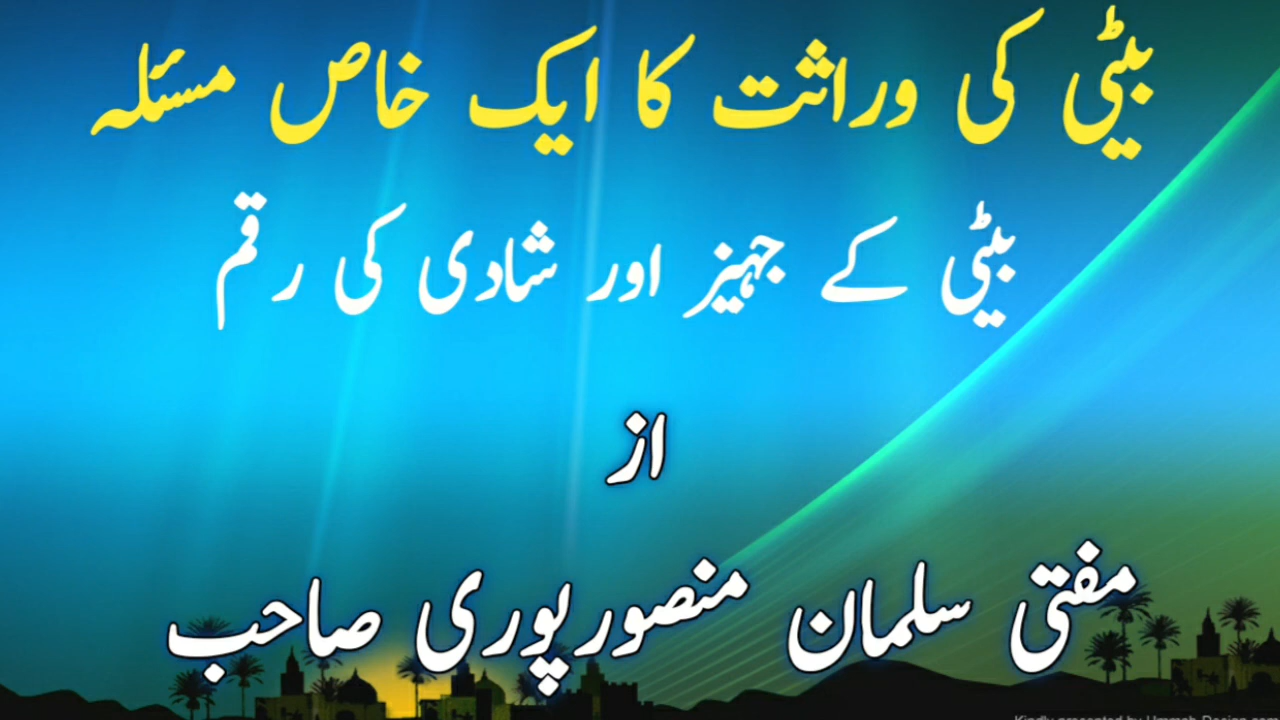 بیٹی کی وراثت کا ایک خاص مسئلہ
بیٹی کے جہیز اور شادی کی رقم
از
مفتی سلمان منصورپوری صاحب